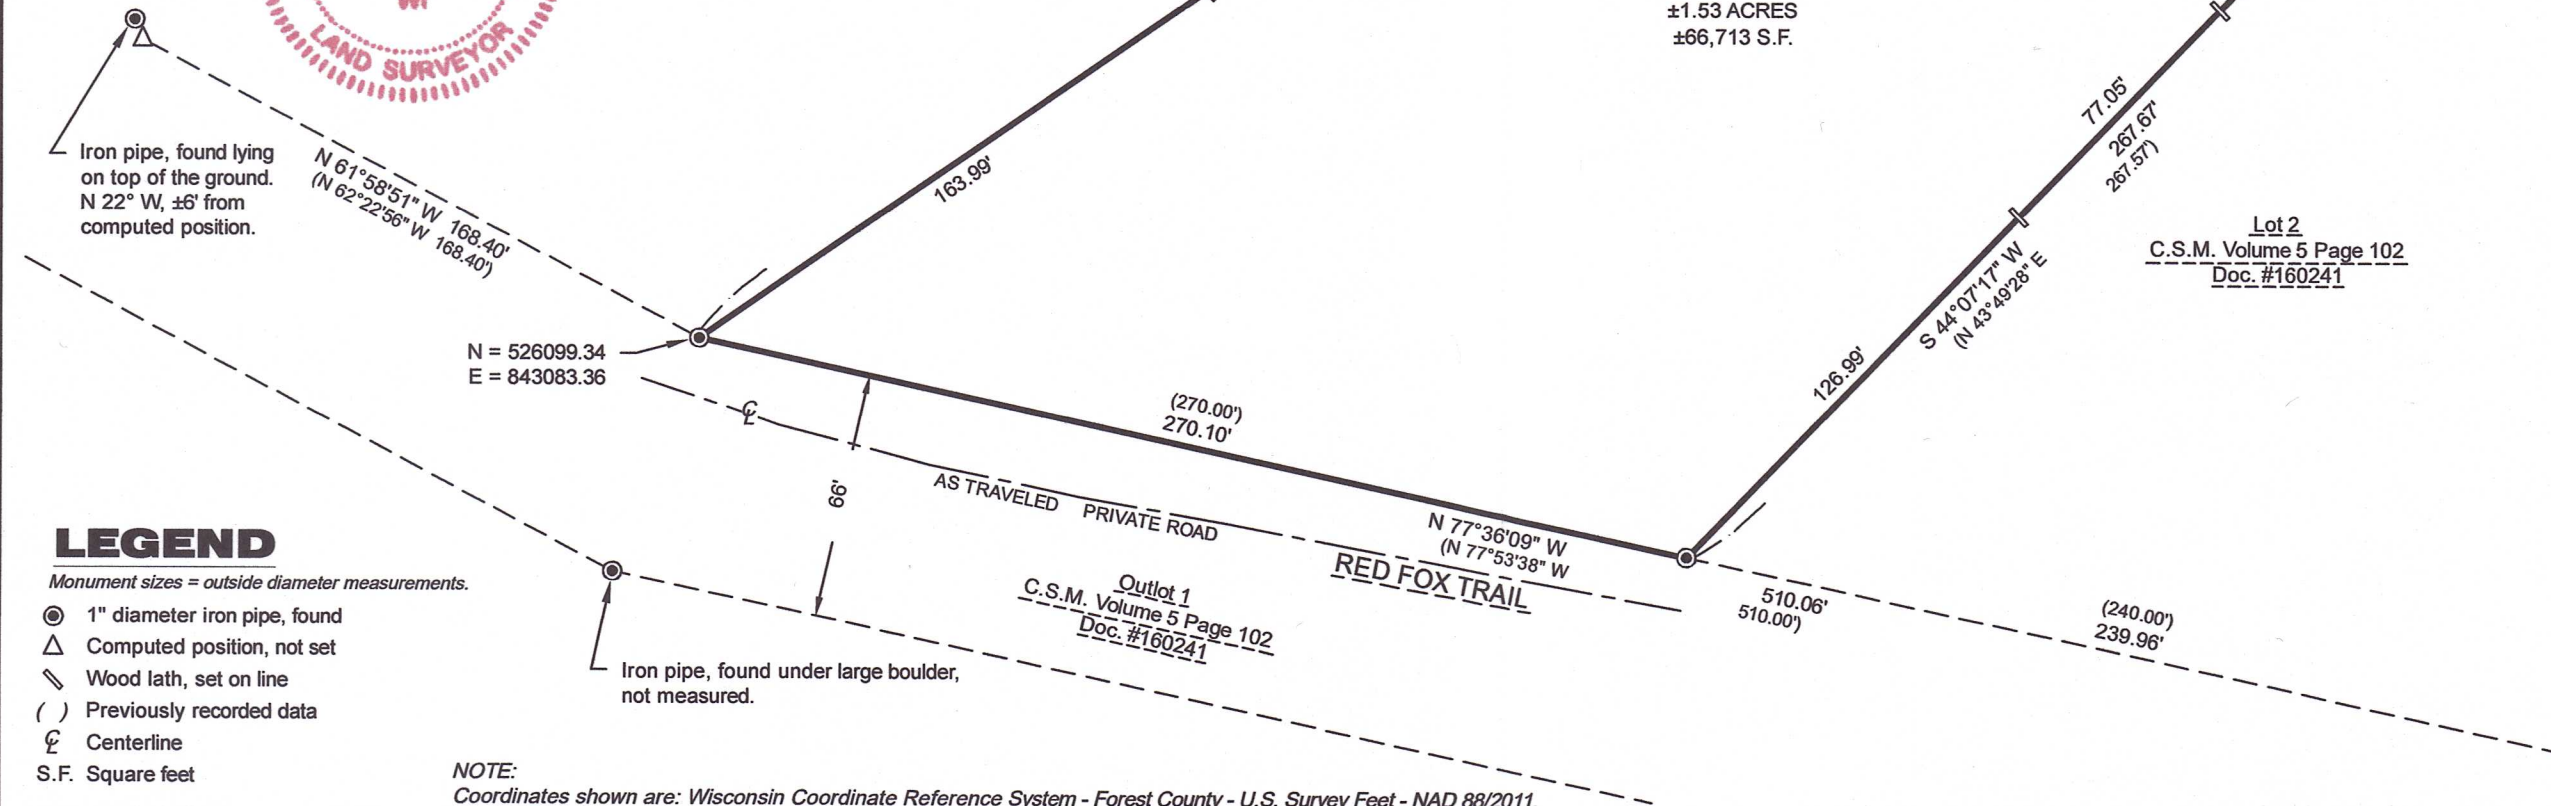 WI
LAND SURVEYOR
±1.53 ACRES
±66,713 S.F.
Iron pipe, found lying
on top of the ground.
N 22° W, ±6' from
computed position.
N 61°58'51" W 168.40'
(N 62°22'56" W 168.40')
163.99'
77.05'
267.67'
267.57')
Lot 2
C.S.M. Volume 5 Page 102
Doc. #160241
S 44°07'17" W
(N 43°49'28" E
126.99'
N = 526099.34
E = 843083.36
℄
66'
(270.00')
270.10'
AS TRAVELED PRIVATE ROAD
N 77°36'09" W
(N 77°53'38" W
RED FOX TRAIL
510.06'
510.00')
(240.00')
239.96'
Outlot 1
C.S.M. Volume 5 Page 102
Doc. #160241
Iron pipe, found under large boulder,
not measured.
LEGEND
Monument sizes = outside diameter measurements.
1" diameter iron pipe, found
Computed position, not set
Wood lath, set on line
( ) Previously recorded data
℄ Centerline
S.F. Square feet
NOTE:
Coordinates shown are: Wisconsin Coordinate Reference System - Forest County - U.S. Survey Feet - NAD 88/2011.